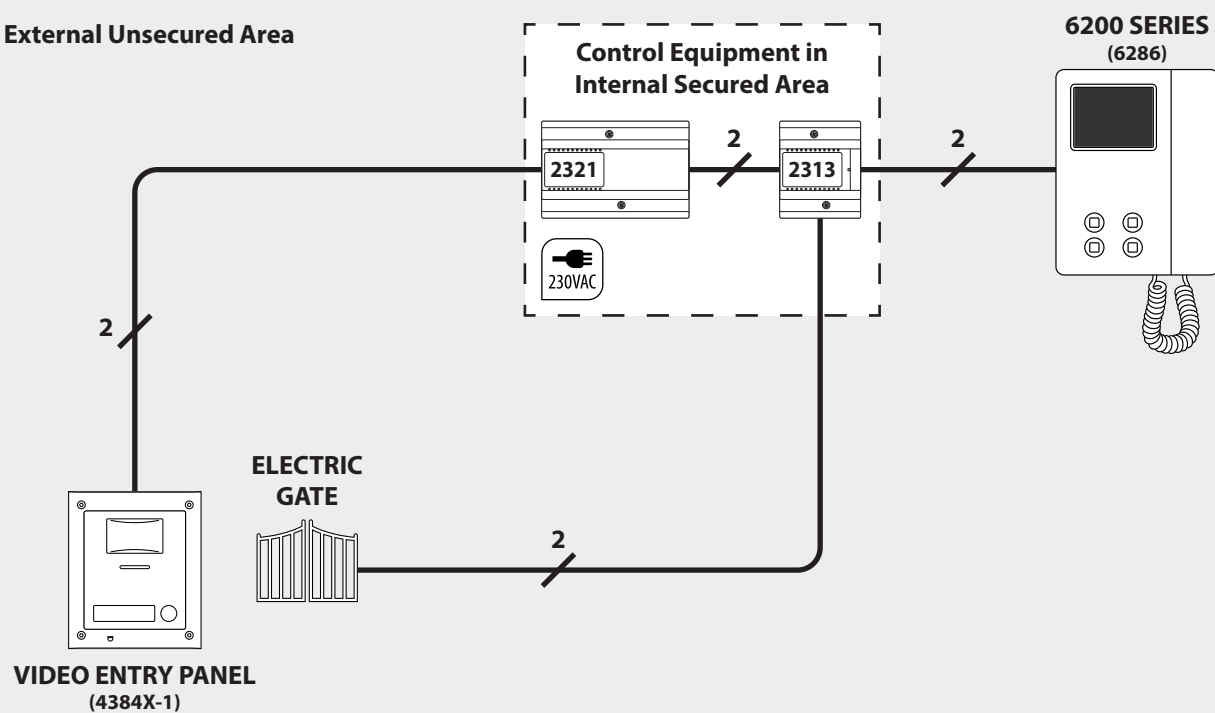 External Unsecured Area
Control Equipment in
Internal Secured Area
6200 SERIES
(6286)
2321
2
2313
2
230VAC
2
ELECTRIC
GATE
2
VIDEO ENTRY PANEL
(4384X-1)